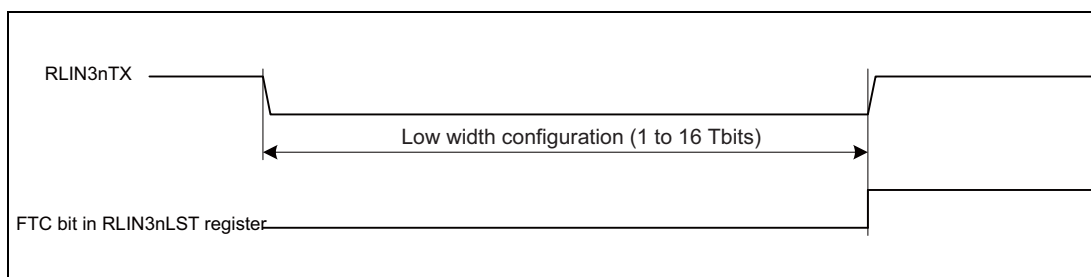 RLIN3nTX
Low width configuration (1 to 16 Tbits)
FTC bit in RLIN3nLST register